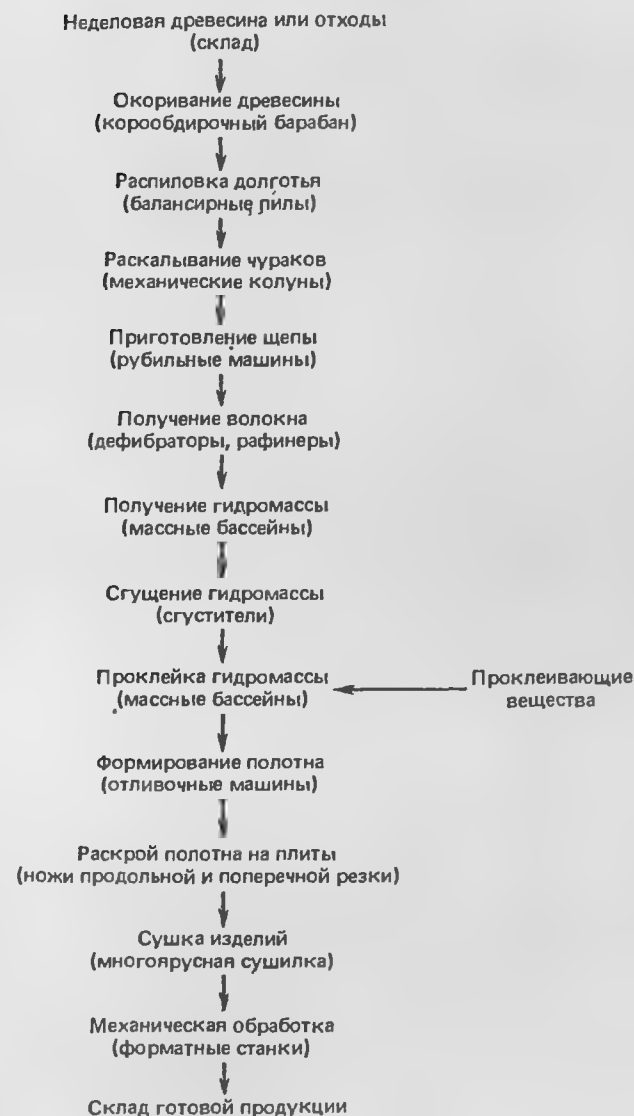 Неделовая древесина или отходы
(склад)
Окоривание древесины
(корообдирочный барабан)
Распиловка долготья
(балансирные пилы)
Раскалывание чураков
(механические колуны)
Приготовление щепы
(рубильные машины)
Получение волокна
(дефибраторы, рафинеры)
Получение гидромассы
(массные бассейны)
Сгущение гидромассы
(сгустители)
Проклейка гидромассы
(массные бассейны)
Проклеивающие
вещества
Формирование полотна
(отливочные машины)
Раскрой полотна на плиты
(ножи продольной и поперечной резки)
Сушка изделий
(многоярусная сушилка)
Механическая обработка
(форматные станки)
Склад готовой продукции